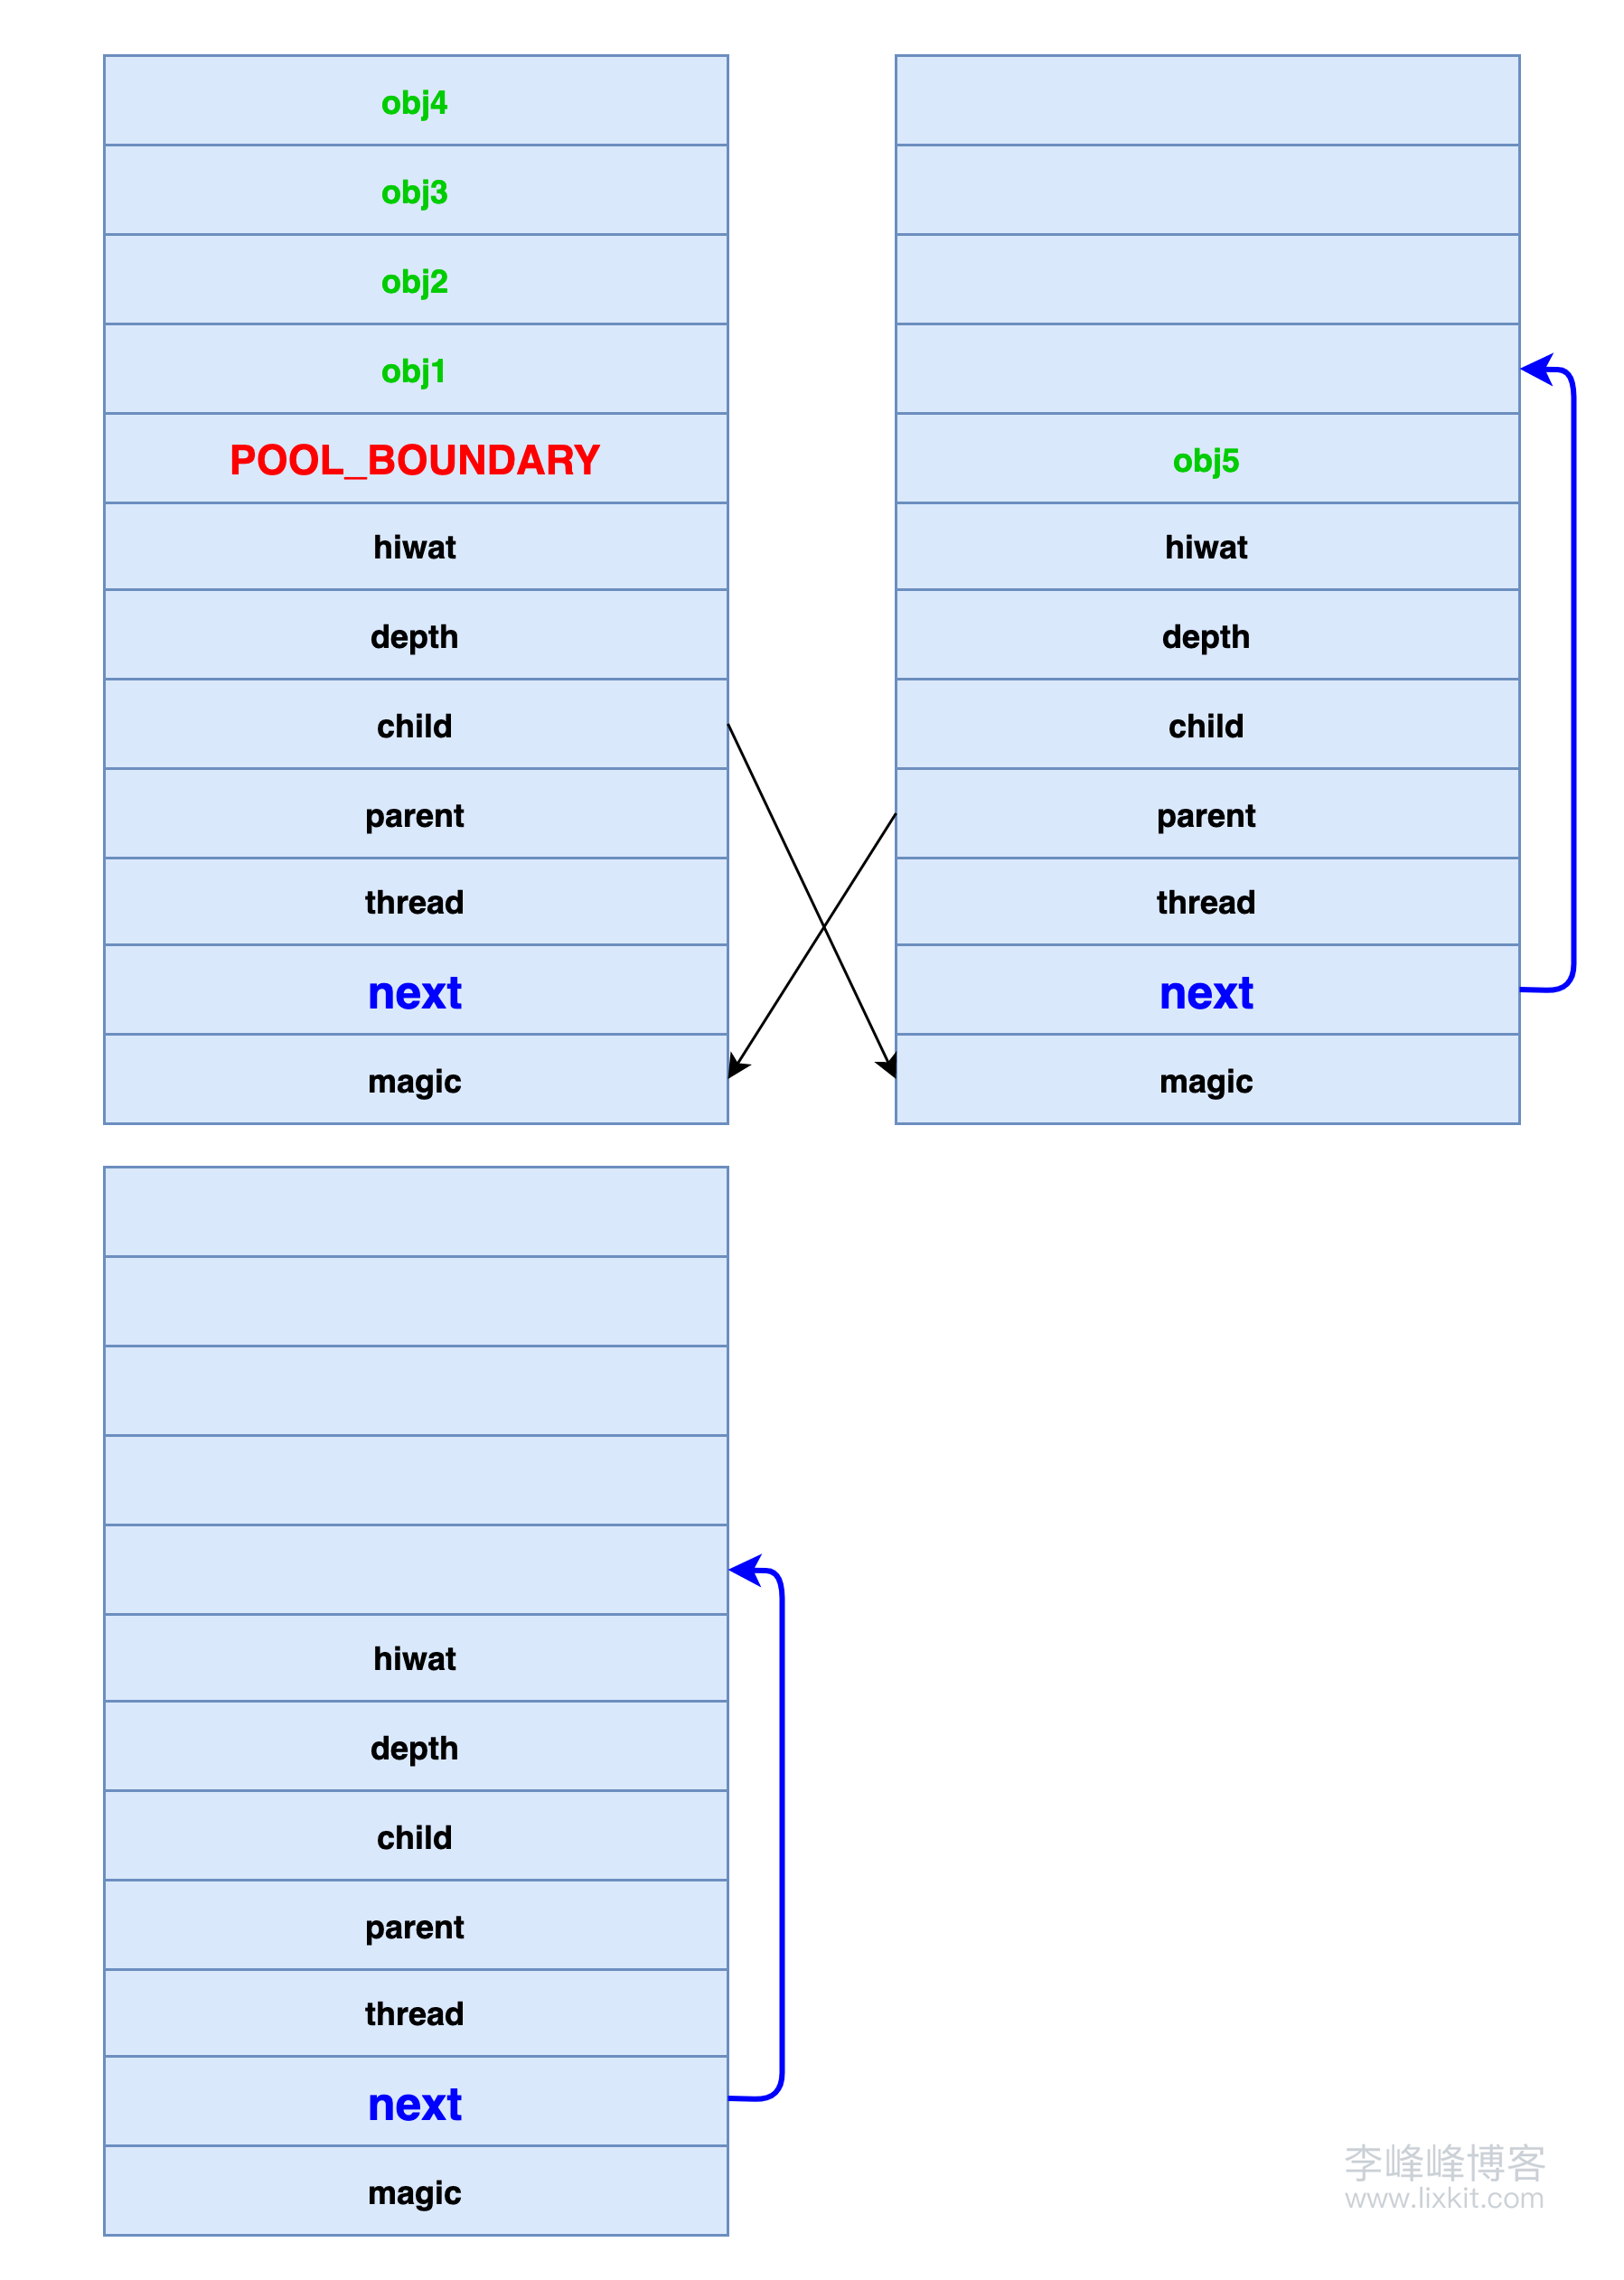 obj4
obj3
obj2
obj1
POOL_BOUNDARY
hiwat
depth
child
parent
thread
next
magic
obj5
hiwat
depth
child
parent
thread
next
magic
hiwat
depth
child
parent
thread
next
magic
李峰峰博客
www.lixkit.com